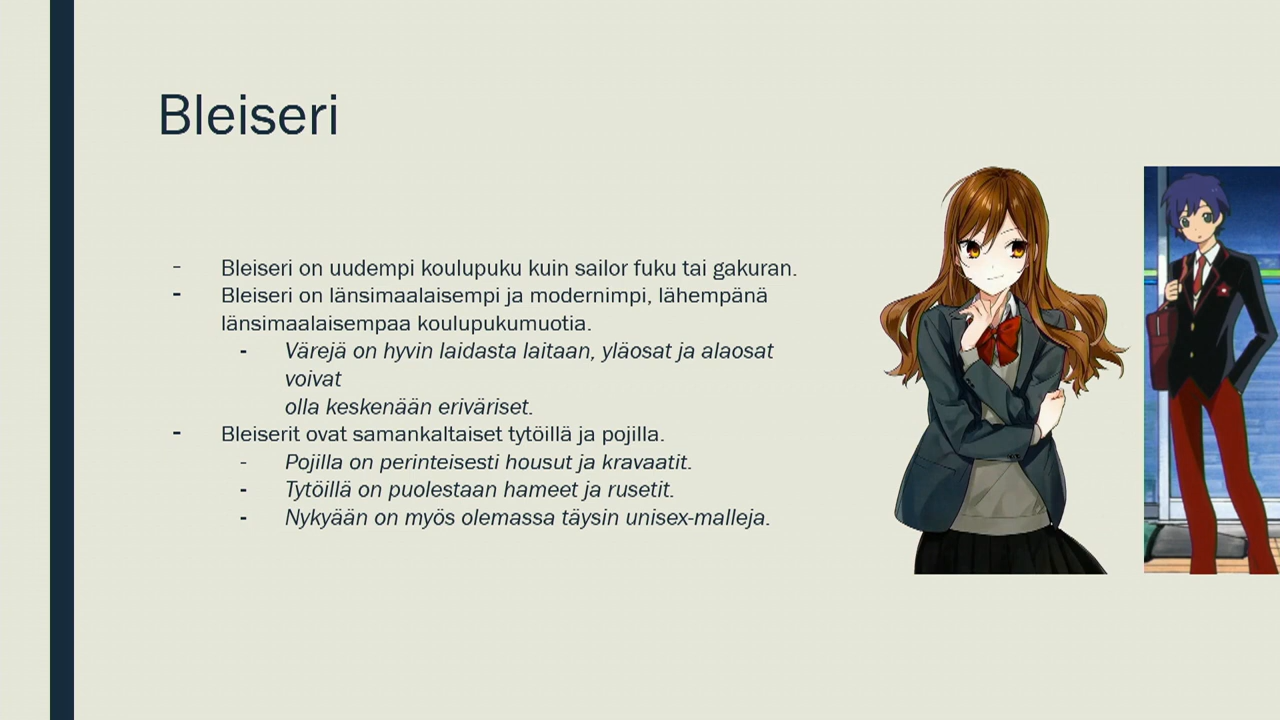 Bleiseri
- Bleiseri on uudempi koulupuku kuin sailor fuku tai gakuran.
- Bleiseri on länsimaalaisempi ja modernimpi, lähempänä
länsimaalaisempaa koulupukumuotia.
- Värejä on hyvin laidasta laitaan, yläosat ja alaosat
voivat
olla keskenään eriväriset.
- Bleiserit ovat samankaltaiset tytöillä ja pojilla.
- Pojilla on perinteisesti housut ja kravaatit.
- Tytöillä on puolestaan hameet ja rusetit.
- Nykyään on myös olemassa täysin unisex-malleja.